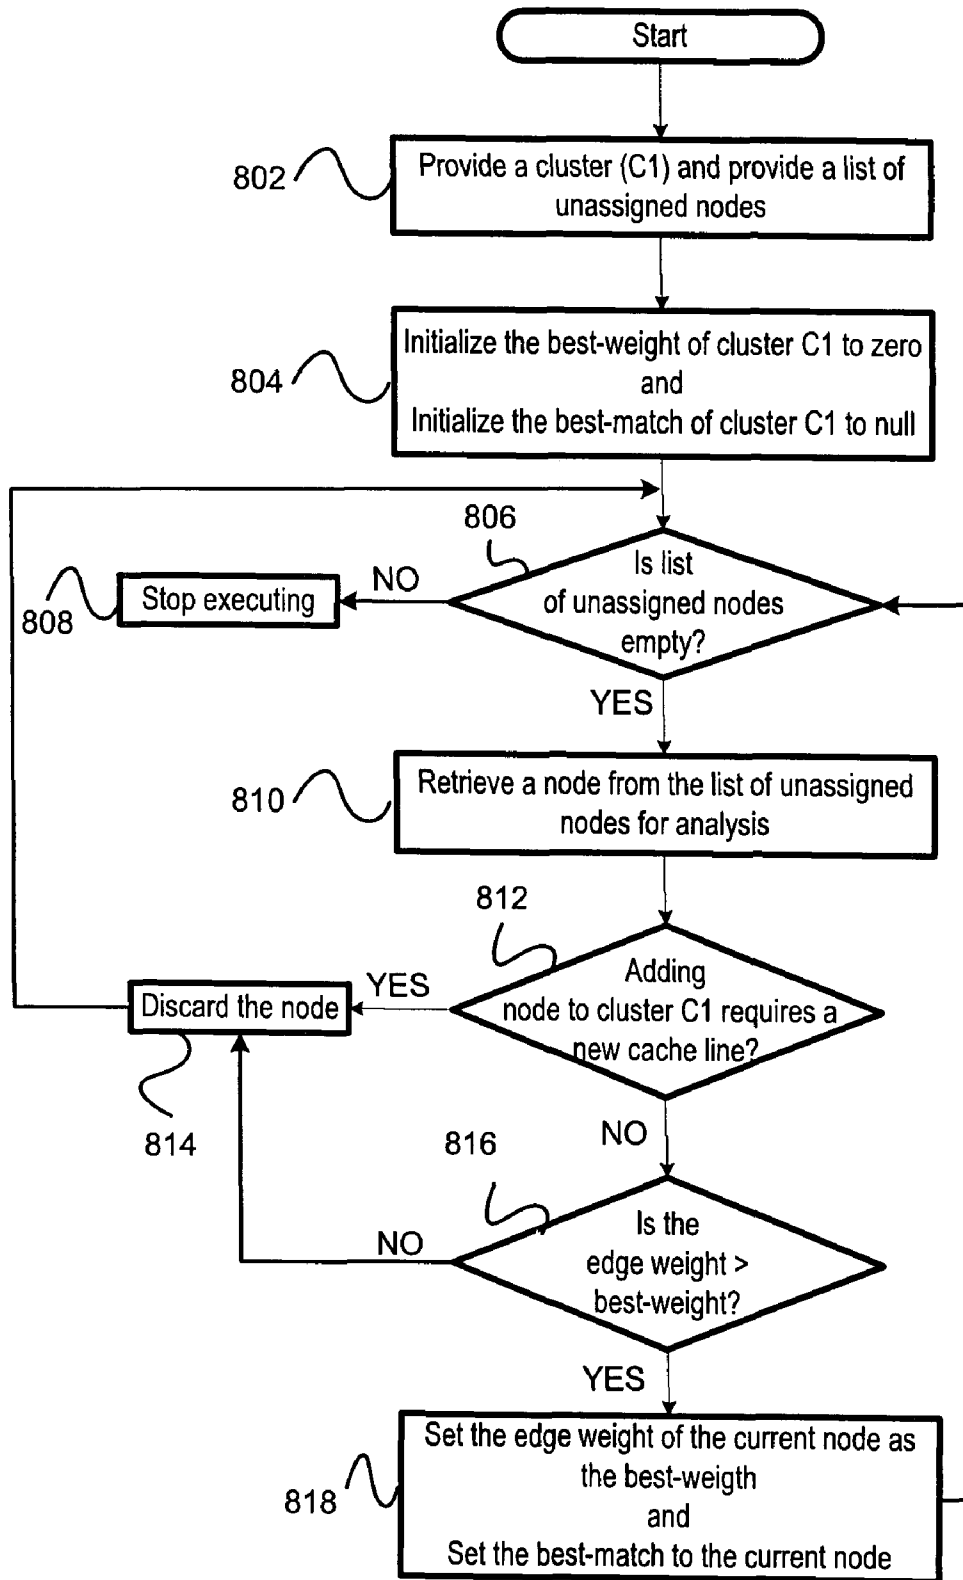 Start
802
Provide a cluster (C1) and provide a list of
unassigned nodes
804
Initialize the best-weight of cluster C1 to zero
and
Initialize the best-match of cluster C1 to null
806
Is list
of unassigned nodes
empty?
NO
Stop executing
808
YES
810
Retrieve a node from the list of unassigned
nodes for analysis
812
Adding
node to cluster C1 requires a
new cache line?
YES
Discard the node
814
NO
816
Is the
edge weight >
best-weight?
NO
YES
818
Set the edge weight of the current node as
the best-weigth
and
Set the best-match to the current node